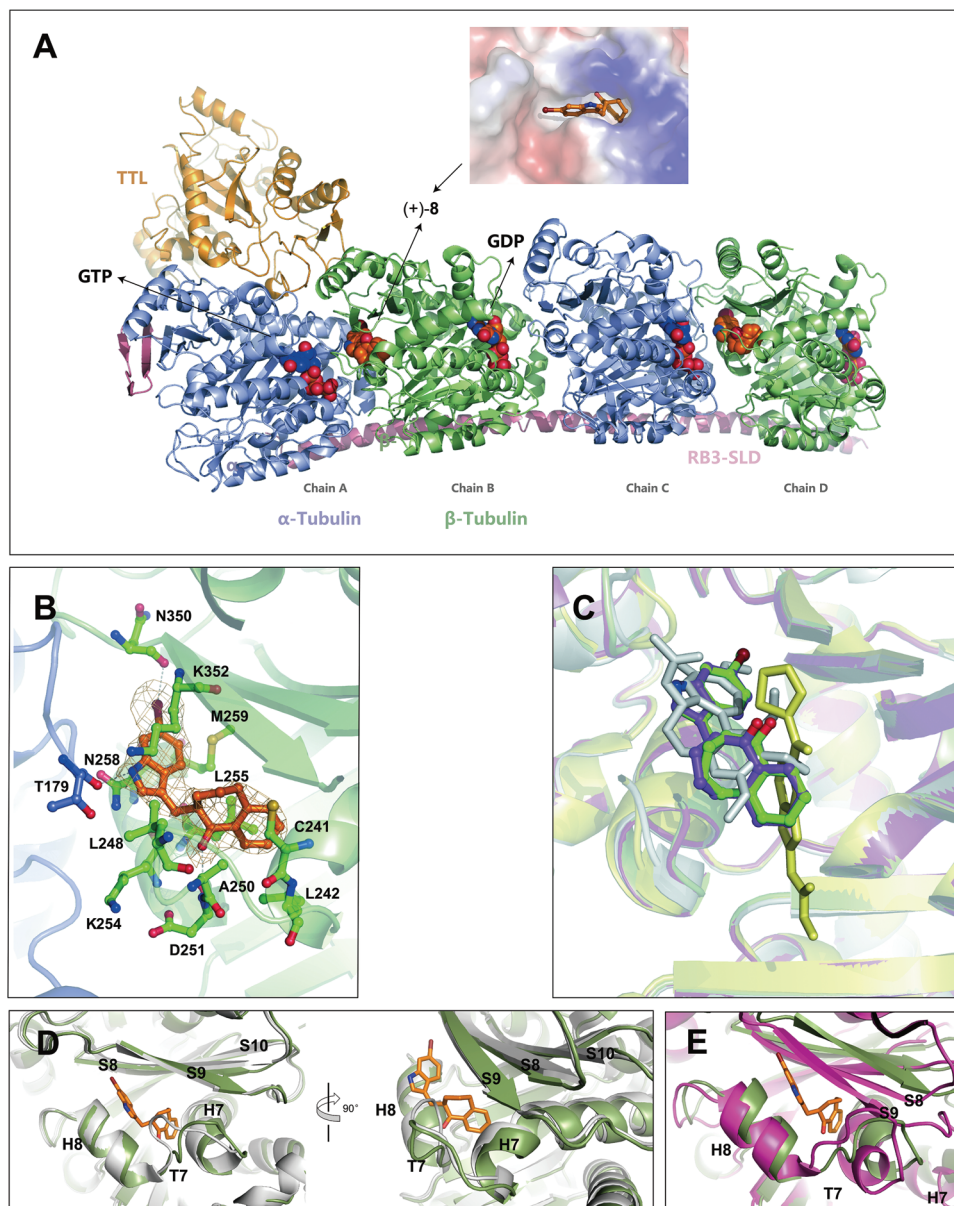 A
TTL
(+)-8
GTP
GDP
α
β
RB3-SLD
Chain A
Chain B
Chain C
Chain D
α-Tubulin
β-Tubulin
B
N350
K352
M259
N258
T179
L255
C241
L248
A250
L242
K254
D251
C
D
S10
S8
S9
H7
H8
T7
90°
S10
S8
S9
H8
H7
T7
E
S8
S9
H8
T7
H7